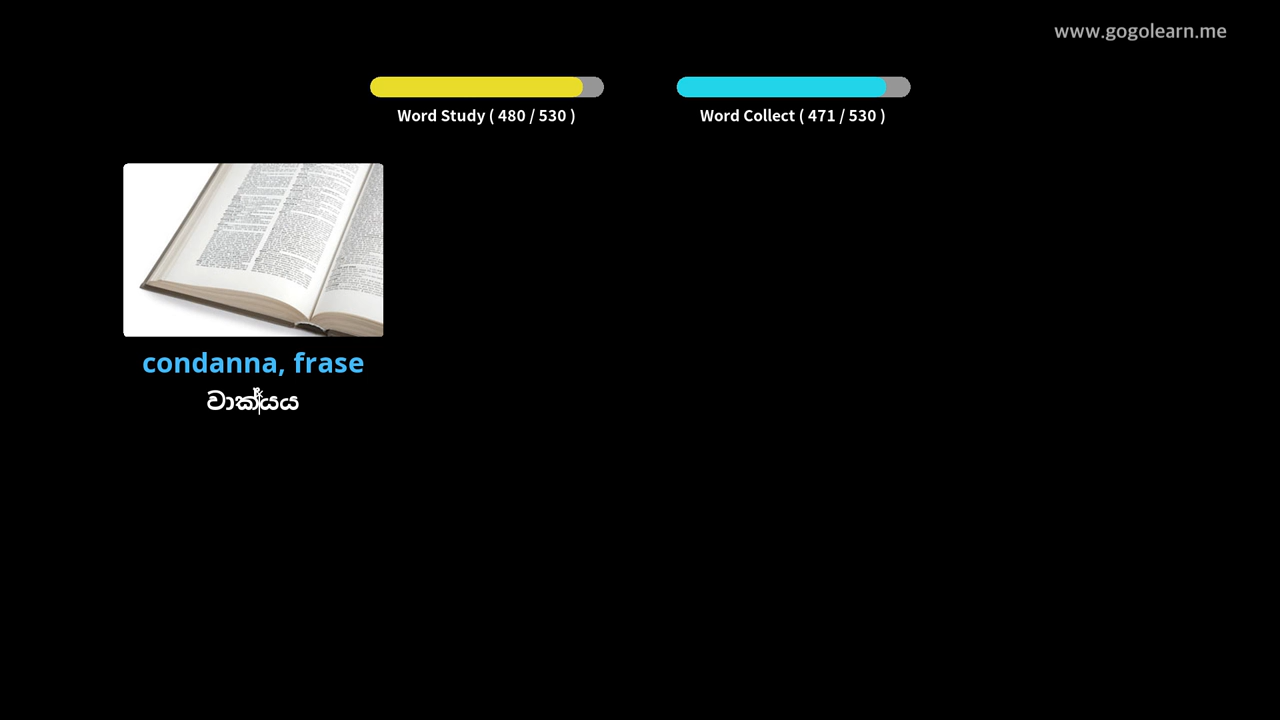 www.gogolearn.me
Word Study ( 480 / 530 )
Word Collect ( 471 / 530 )
condanna, frase
වාක්‍යය